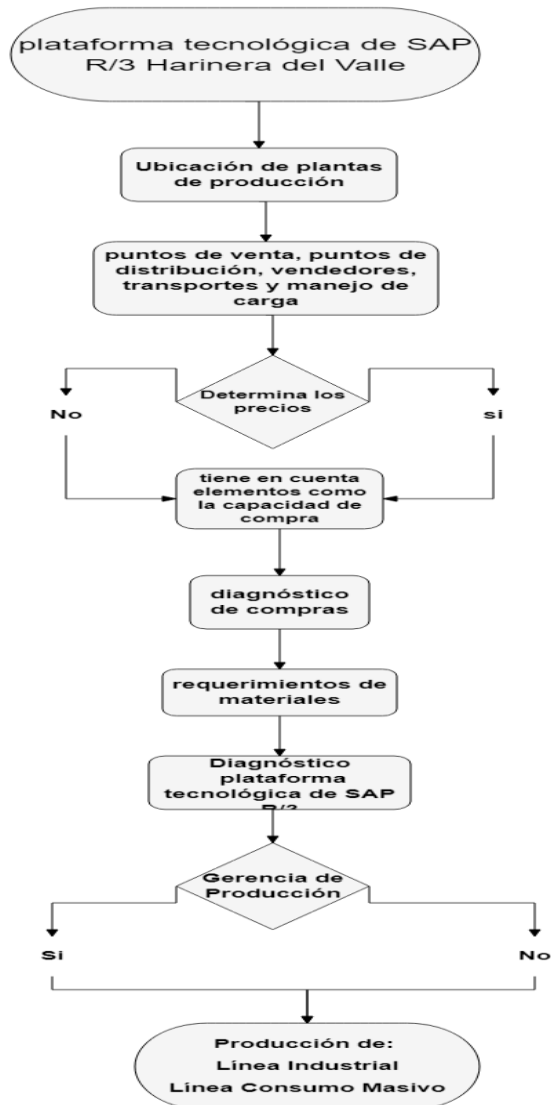 plataforma tecnológica de SAP
R/3 Harinera del Valle
Ubicación de plantas
de producción
puntos de venta, puntos de
distribución, vendedores,
transportes y manejo de
carga
Determina los
precios
No
si
tiene en cuenta
elementos como
la capacidad de
compra
diagnóstico
de compras
requerimientos de
materiales
Diagnóstico
plataforma
tecnológica de SAP
R/3
Gerencia de
Producción
Si
No
Producción de:
Línea Industrial
Línea Consumo Masivo